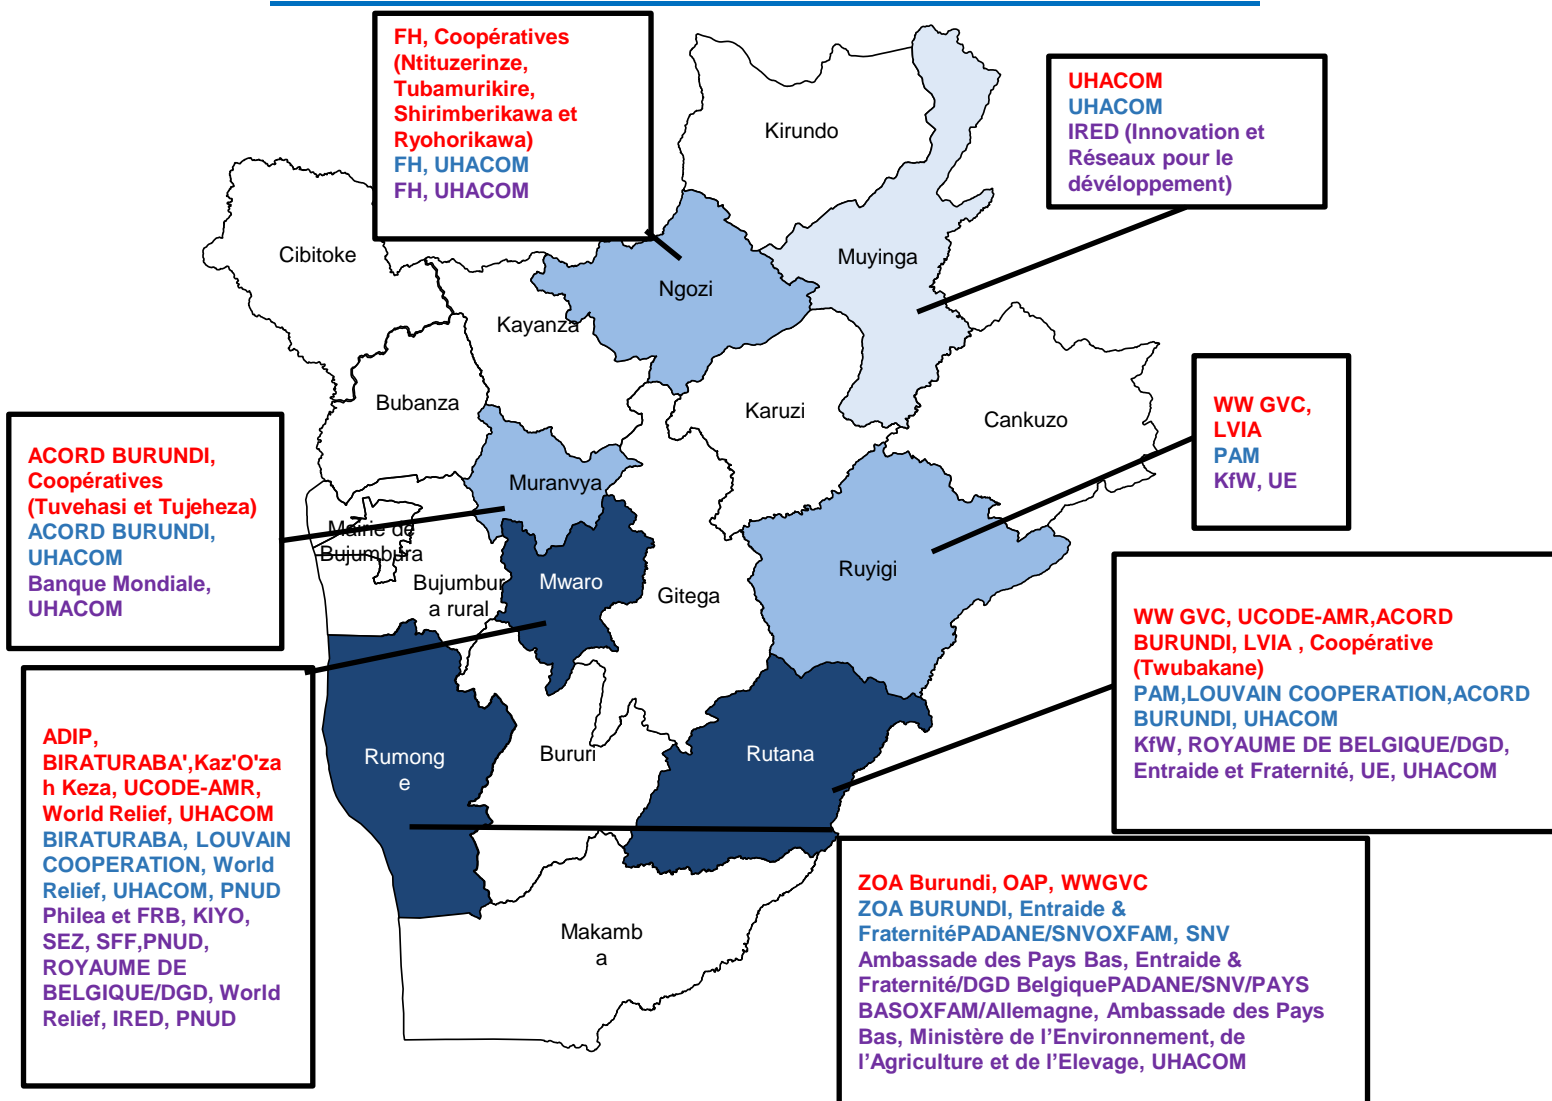 FH, Coopératives
(Ntituzerinze,
Tubamurikire,
Shirimberikawa et
Ryohorikawa)
FH, UHACOM
FH, UHACOM
UHACOM
UHACOM
IRED (Innovation et
Réseaux pour le
dévéloppement)
Kirundo
Cibitoke
Muyinga
Ngozi
Kayanza
Bubanza
Karuzi
Cankuzo
WW GVC,
LVIA
PAM
KfW, UE
ACORD BURUNDI,
Coopératives
(Tuvehasi et Tujeheza)
ACORD BURUNDI,
UHACOM
Banque Mondiale,
UHACOM
Muranvya
Mairie de
Bujumbura
Bujumbur
a rural
Mwaro
Gitega
Ruyigi
WW GVC, UCODE-AMR,ACORD
BURUNDI, LVIA , Coopérative
(Twubakane)
PAM,LOUVAIN COOPERATION,ACORD
BURUNDI, UHACOM
KfW, ROYAUME DE BELGIQUE/DGD,
Entraide et Fraternité, UE, UHACOM
ADIP,
BIRATURABA',Kaz'O'za
h Keza, UCODE-AMR,
World Relief, UHACOM
BIRATURABA, LOUVAIN
COOPERATION, World
Relief, UHACOM, PNUD
Philea et FRB, KIYO,
SEZ, SFF,PNUD,
ROYAUME DE
BELGIQUE/DGD, World
Relief, IRED, PNUD
Rumong
e
Bururi
Rutana
Makamb
a
ZOA Burundi, OAP, WWGVC
ZOA BURUNDI, Entraide &
FraternitéPADANE/SNVOXFAM, SNV
Ambassade des Pays Bas, Entraide &
Fraternité/DGD BelgiquePADANE/SNV/PAYS
BASOXFAM/Allemagne, Ambassade des Pays
Bas, Ministère de l’Environnement, de
l’Agriculture et de l’Elevage, UHACOM